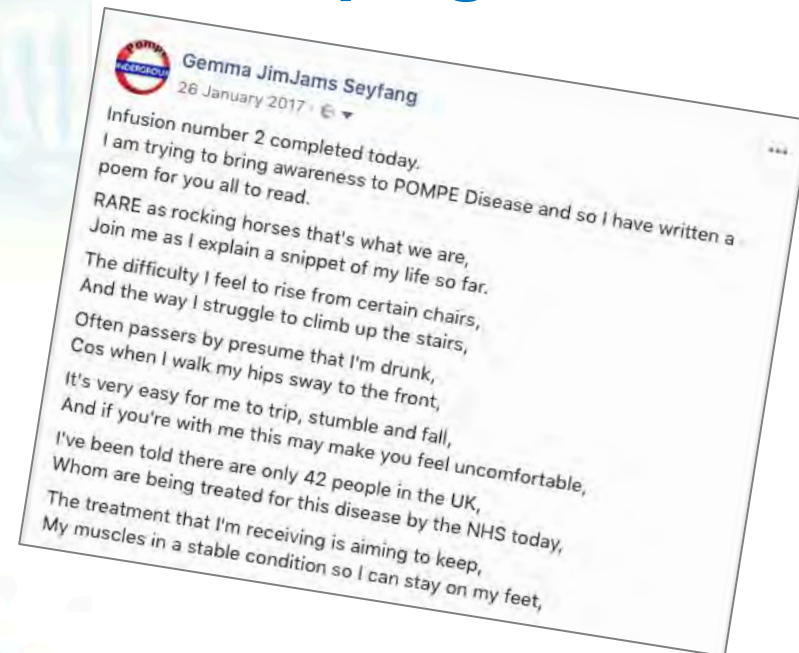 Pompe
UNDERGROUND
Gemma JimJams Seyfang
26 January 2017
Infusion number 2 completed today.
I am trying to bring awareness to POMPE Disease and so I have written a
poem for you all to read.
RARE as rocking horses that's what we are,
Join me as I explain a snippet of my life so far.
The difficulty I feel to rise from certain chairs,
And the way I struggle to climb up the stairs,
Often passers by presume that I'm drunk,
Cos when I walk my hips sway to the front,
It's very easy for me to trip, stumble and fall,
And if you're with me this may make you feel uncomfortable,
I've been told there are only 42 people in the UK,
Whom are being treated for this disease by the NHS today,
The treatment that I'm receiving is aiming to keep,
My muscles in a stable condition so I can stay on my feet,